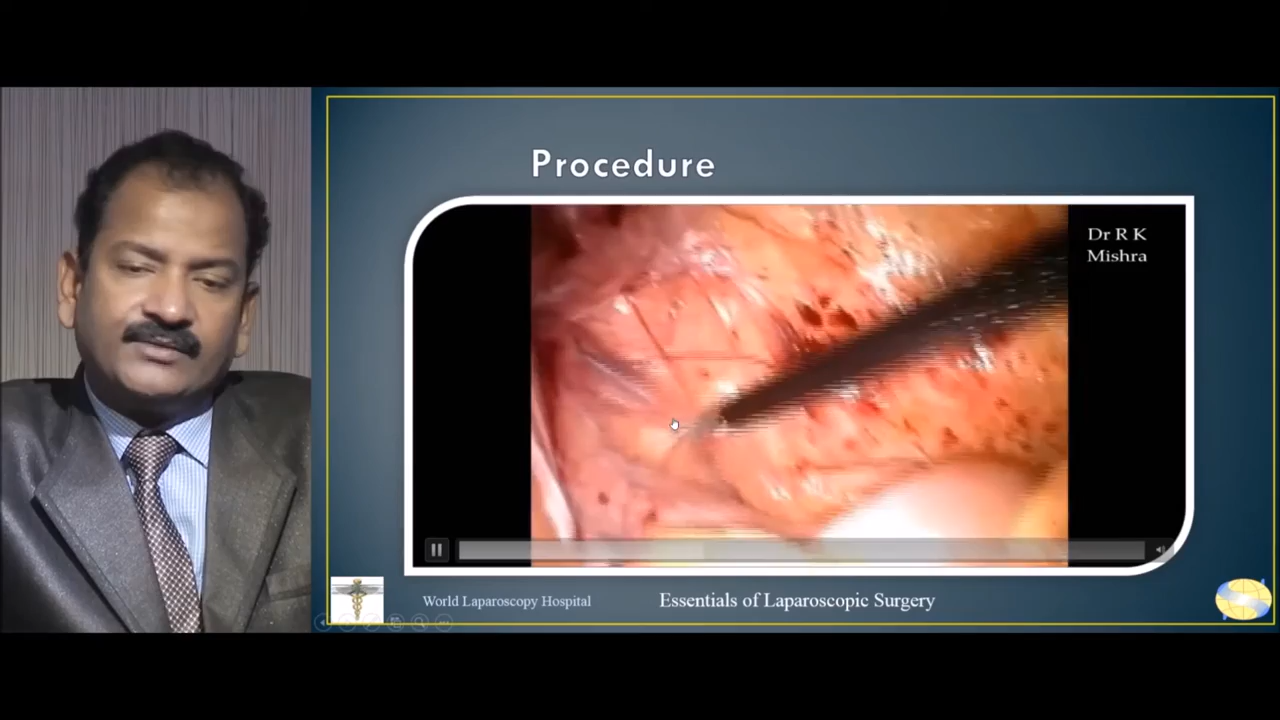 Procedure
Dr R K
Mishra
World Laparoscopy Hospital
Essentials of Laparoscopic Surgery